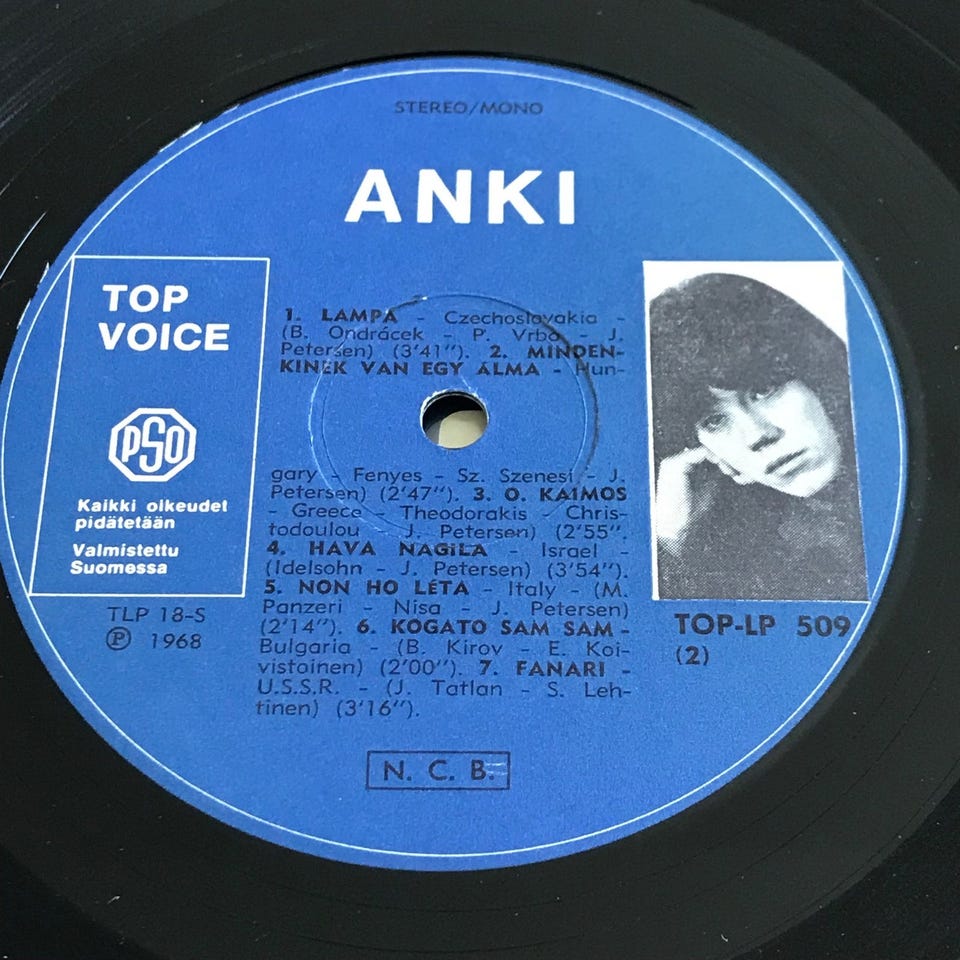 STEREO/MONO
ANKI
TOP
VOICE
PSO
Kaikki oikeudet
pidätetään
Valmistettu
Suomessa
TLP 18-S
Ⓟ 1968
1. LAMPA - Czechoslovakia -
(B. Ondrácek - P. Vrbo - J.
Petersen) (3'41"). 2. MINDEN-
KINEK VAN EGY ÁLMA - Hun-
gary - Fenyes - Sz. Szenesi - J.
Petersen) (2'47"). 3. O. KAIMOS
- Greece - Theodorakis - Chris-
todoulou - J. Petersen) (2'55".
4. HAVA NAGILA - Israel -
(Idelsohn - J. Petersen) (3'54").
5. NON HO LÉTA - Italy - (M.
Panzeri - Nisa - J. Petersen)
(2'14"). 6. KOGATO SAM SAM -
Bulgaria - (B. Kirov - E. Koi-
vistoinen) (2'00"). 7. FANARI -
U.S.S.R. - (J. Tatlan - S. Leh-
tinen) (3'16").
TOP-LP 509
(2)
N. C. B.